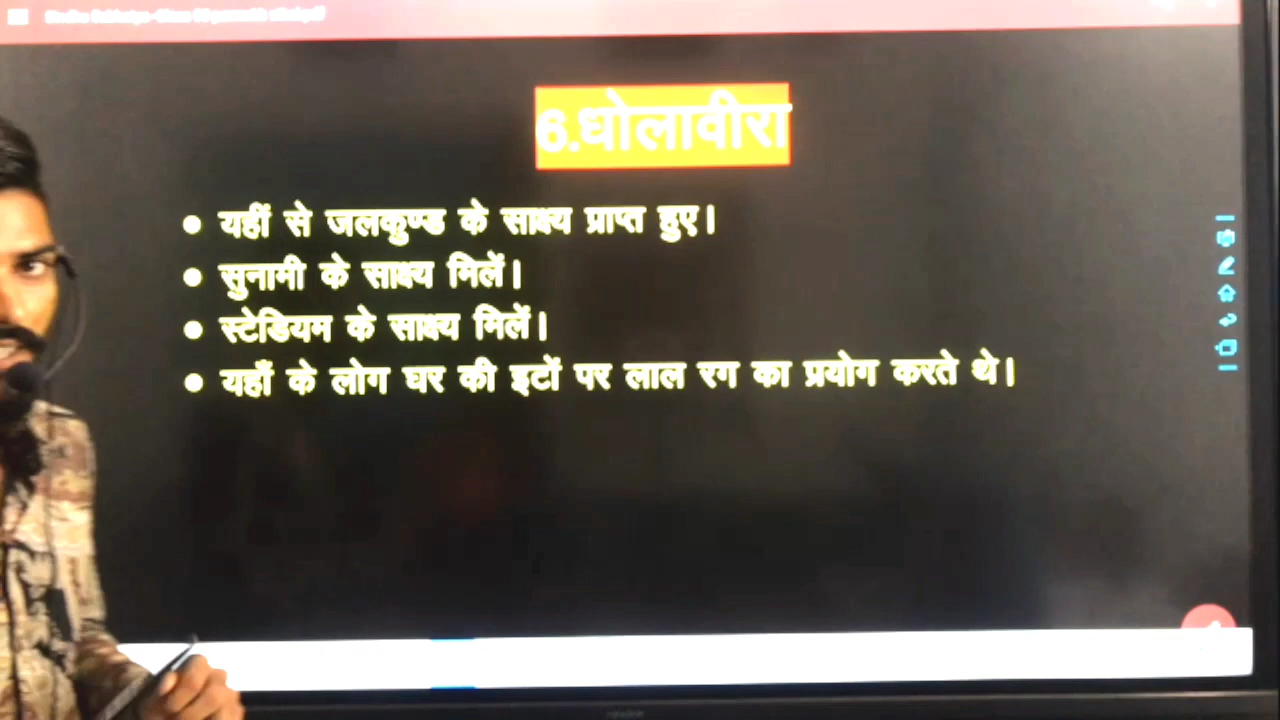 6.धोलावीरा
• यहीं से जलकुण्ड के साक्ष्य प्राप्त हुए।
• सुनामी के साक्ष्य मिलें।
• स्टेडियम के साक्ष्य मिलें।
• यहाँ के लोग घर की इटों पर लाल रग का प्रयोग करते थे।